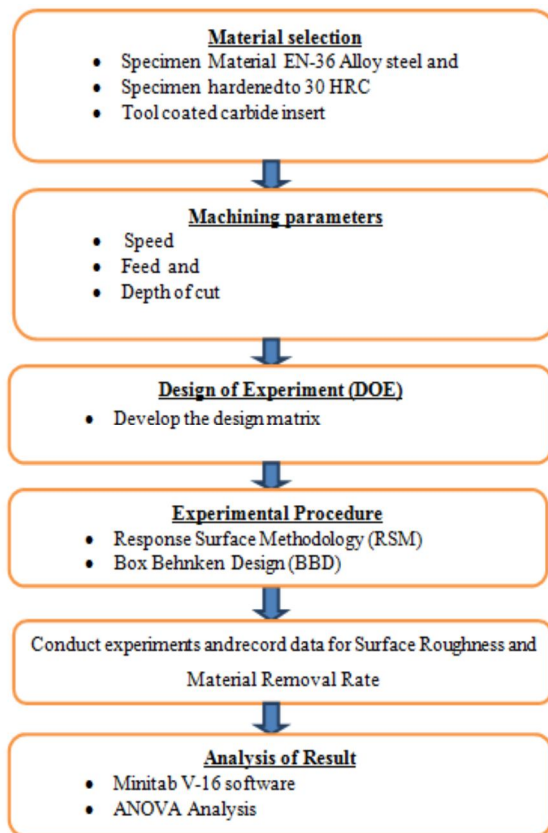 Material selection
• Specimen Material EN-36 Alloy steel and
• Specimen hardened to 30 HRC
• Tool coated carbide insert
Machining parameters
• Speed
• Feed and
• Depth of cut
Design of Experiment (DOE)
• Develop the design matrix
Experimental Procedure
• Response Surface Methodology (RSM)
• Box Behnken Design (BBD)
Conduct experiments andrecord data for Surface Roughness and
Material Removal Rate
Analysis of Result
• Minitab V-16 software
• ANOVA Analysis